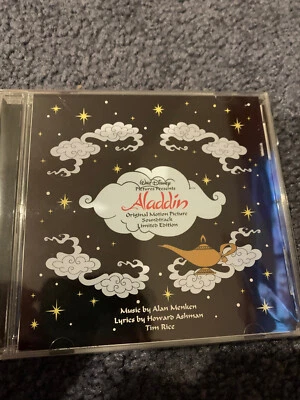 Walt Disney
Pictures Presents
Aladdin
Original Motion Picture
Soundtrack
Limited Edition
Music by Alan Menken
Lyrics by Howard Ashman
Tim Rice